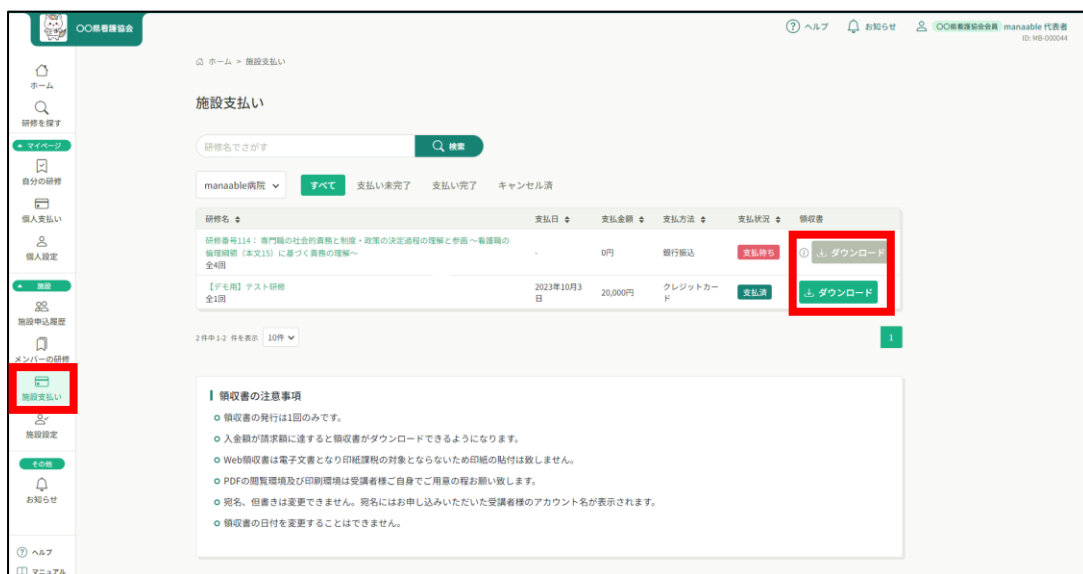 〇〇県看護協会
ヘルプ
お知らせ
〇〇県看護協会会員 manaable 代表者
ID: MB-000044
ホーム
研修を探す
マイページ
自分の研修
個人支払い
個人設定
施設
施設申込履歴
メンバーの研修
施設支払い
施設設定
その他
お知らせ
ヘルプ
マニュアル
ホーム > 施設支払い
施設支払い
研修名でさがす
検索
manaable病院 すべて 支払い未完了 支払い完了 キャンセル済
研修名 支払日 支払金額 支払方法 支払状況 領収書
研修番号114： 専門職の社会的責務と制度・政策の決定過程の理解と参画 ～看護職の
倫理綱領（本文15）に基づく責務の理解～
全4回
- 0円 銀行振込 支払待ち ダウンロード
【デモ用】テスト研修
全1回
2023年10月3
日
20,000円
クレジットカー
ド
支払済
ダウンロード
2 件中 1-2 件を表示 10件
1
領収書の注意事項
領収書の発行は1回のみです。
入金額が請求額に達すると領収書がダウンロードできるようになります。
Web領収書は電子文書となり印紙課税の対象とならないため印紙の貼付は致しません。
PDFの閲覧環境及び印刷環境は受講者様ご自身でご用意の程お願い致します。
宛名、但書きは変更できません。宛名にはお申し込みいただいた受講者様のアカウント名が表示されます。
領収書の日付を変更することはできません。